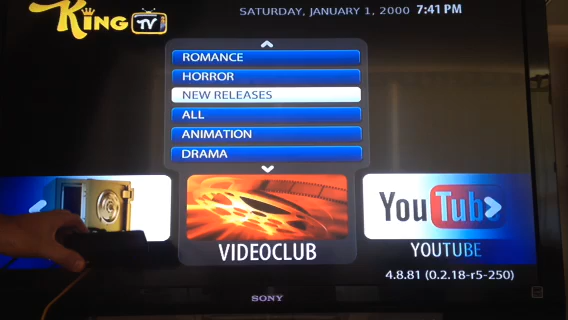 KING TV
SATURDAY, JANUARY 1, 2000 7:41 PM
ROMANCE
HORROR
NEW RELEASES
ALL
ANIMATION
DRAMA
YouTube
VIDEOCLUB
YOUTUBE
4.8.81 (0.2.18-r5-250)
SONY